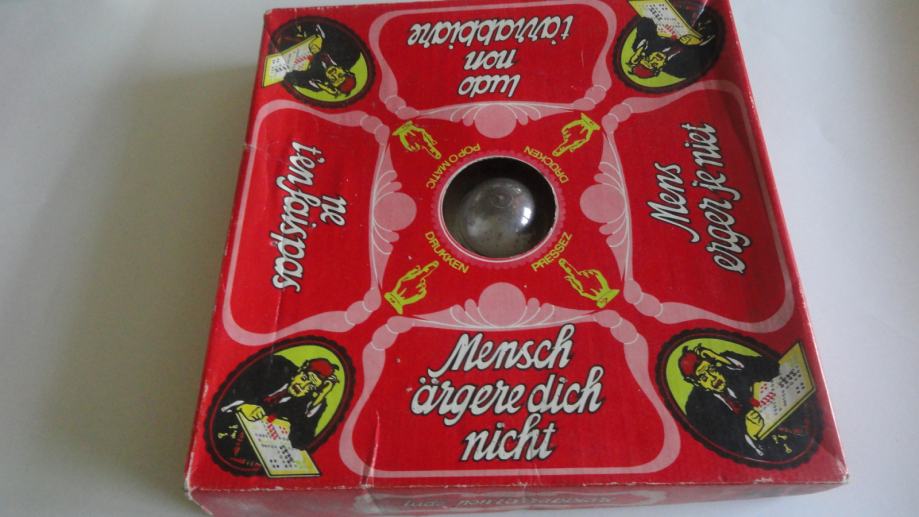 ludo
non
t'arrabbiare
ne
t'en fais pas
Mens
erger je niet
POP O MATIC
DRÜCKEN
DRUKKEN
PRESSEZ
Mensch
ärgere dich
nicht